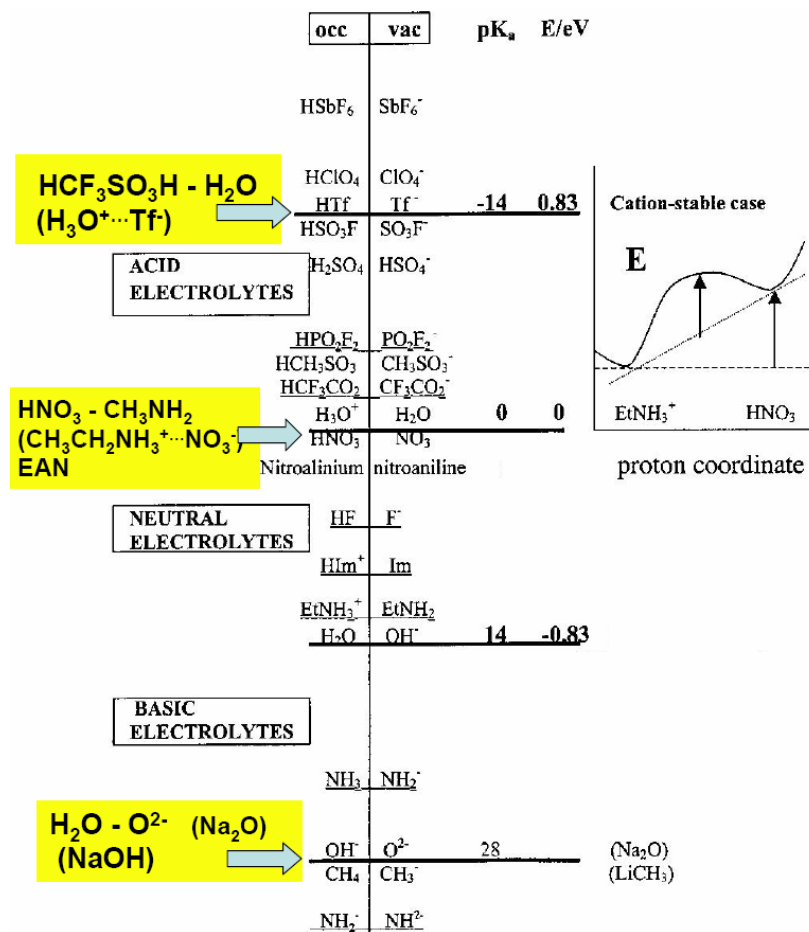 occ vac pKₐ E/eV
HSbF₆ SbF₆⁻
HCF₃SO₃H - H₂O
(H₃O⁺···Tf⁻)
HClO₄ ClO₄⁻
HTf Tf⁻ -14 0.83
HSO₃F SO₃F⁻
H₂SO₄ HSO₄⁻
ACID
ELECTROLYTES
Cation-stable case
E
EtNH₃⁺ HNO₃
proton coordinate
HPO₂F₂ PO₂F₂⁻
HCH₃SO₃ CH₃SO₃⁻
HCF₃CO₂ CF₃CO₂⁻
H₃O⁺ H₂O 0 0
HNO₃ NO₃
Nitroalinium nitroaniline
HNO₃ - CH₃NH₂
(CH₃CH₂NH₃⁺···NO₃⁻)
EAN
NEUTRAL
ELECTROLYTES
HF F⁻
HIm⁺ Im
EtNH₃⁺ EtNH₂
H₂O OH⁻ 14 -0.83
BASIC
ELECTROLYTES
NH₃ NH₂⁻
H₂O - O²⁻ (Na₂O)
(NaOH)
OH⁻ O²⁻ 28 (Na₂O)
CH₄ CH₃⁻ (LiCH₃)
NH₂⁻ NH²⁻